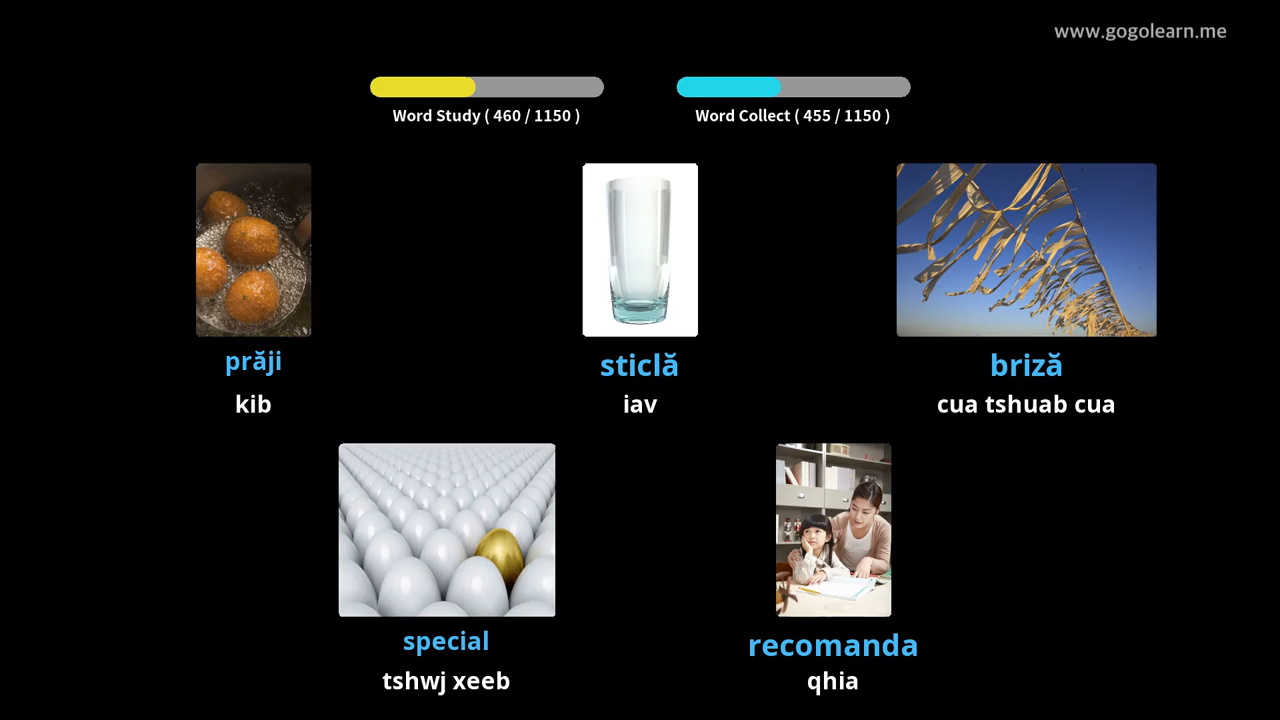 www.gogolearn.me
Word Study ( 460 / 1150 )
Word Collect ( 455 / 1150 )
prăji
sticlă
briză
kib
iav
cua tshuab cua
special
recomanda
tshwj xeeb
qhia